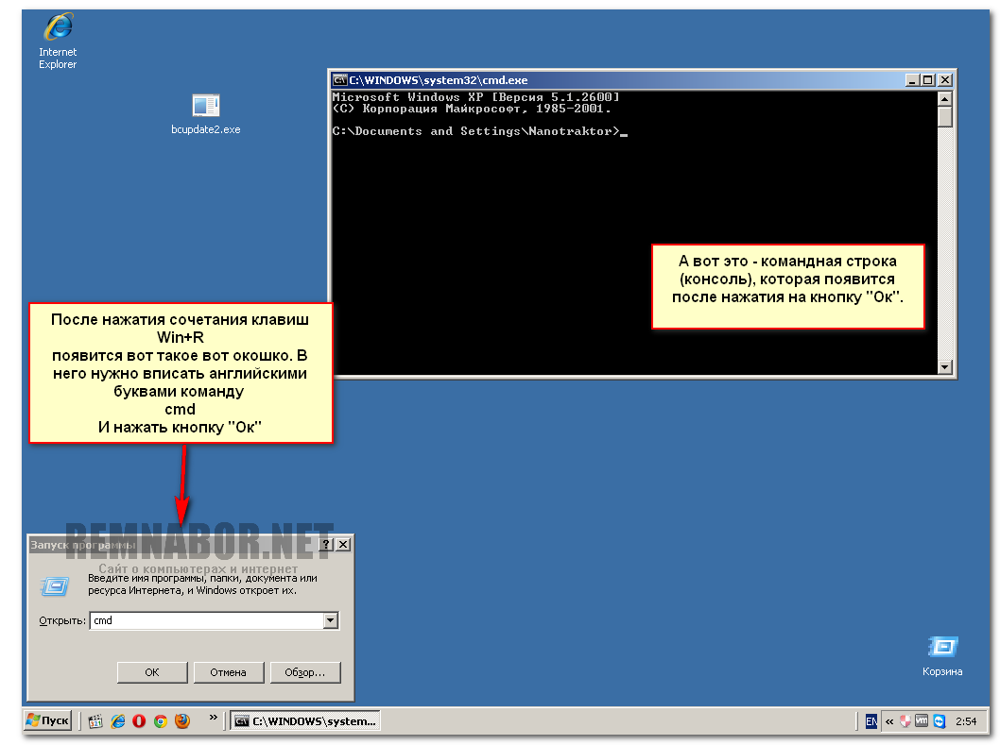 Internet
Explorer
bcupdate2.exe
C:\WINDOWS\system32\cmd.exe
Microsoft Windows XP [Версия 5.1.2600]
(C) Корпорация Майкрософт, 1985-2001.
C:\Documents and Settings\Nanotraktor>_
А вот это - командная строка
(консоль), которая появится
после нажатия на кнопку "Ок".
После нажатия сочетания клавиш
Win+R
появится вот такое вот окошко. В
него нужно вписать английскими
буквами команду
cmd
И нажать кнопку "Ок"
REMNABOR.NET
Запуск программы
Сайт о компьютерах и интернет
Введите имя программы, папки, документа или
ресурса Интернета, и Windows откроет их.
Открыть: cmd
ОК Отмена Обзор...
Корзина
Пуск » C:\WINDOWS\system... EN « 2:54